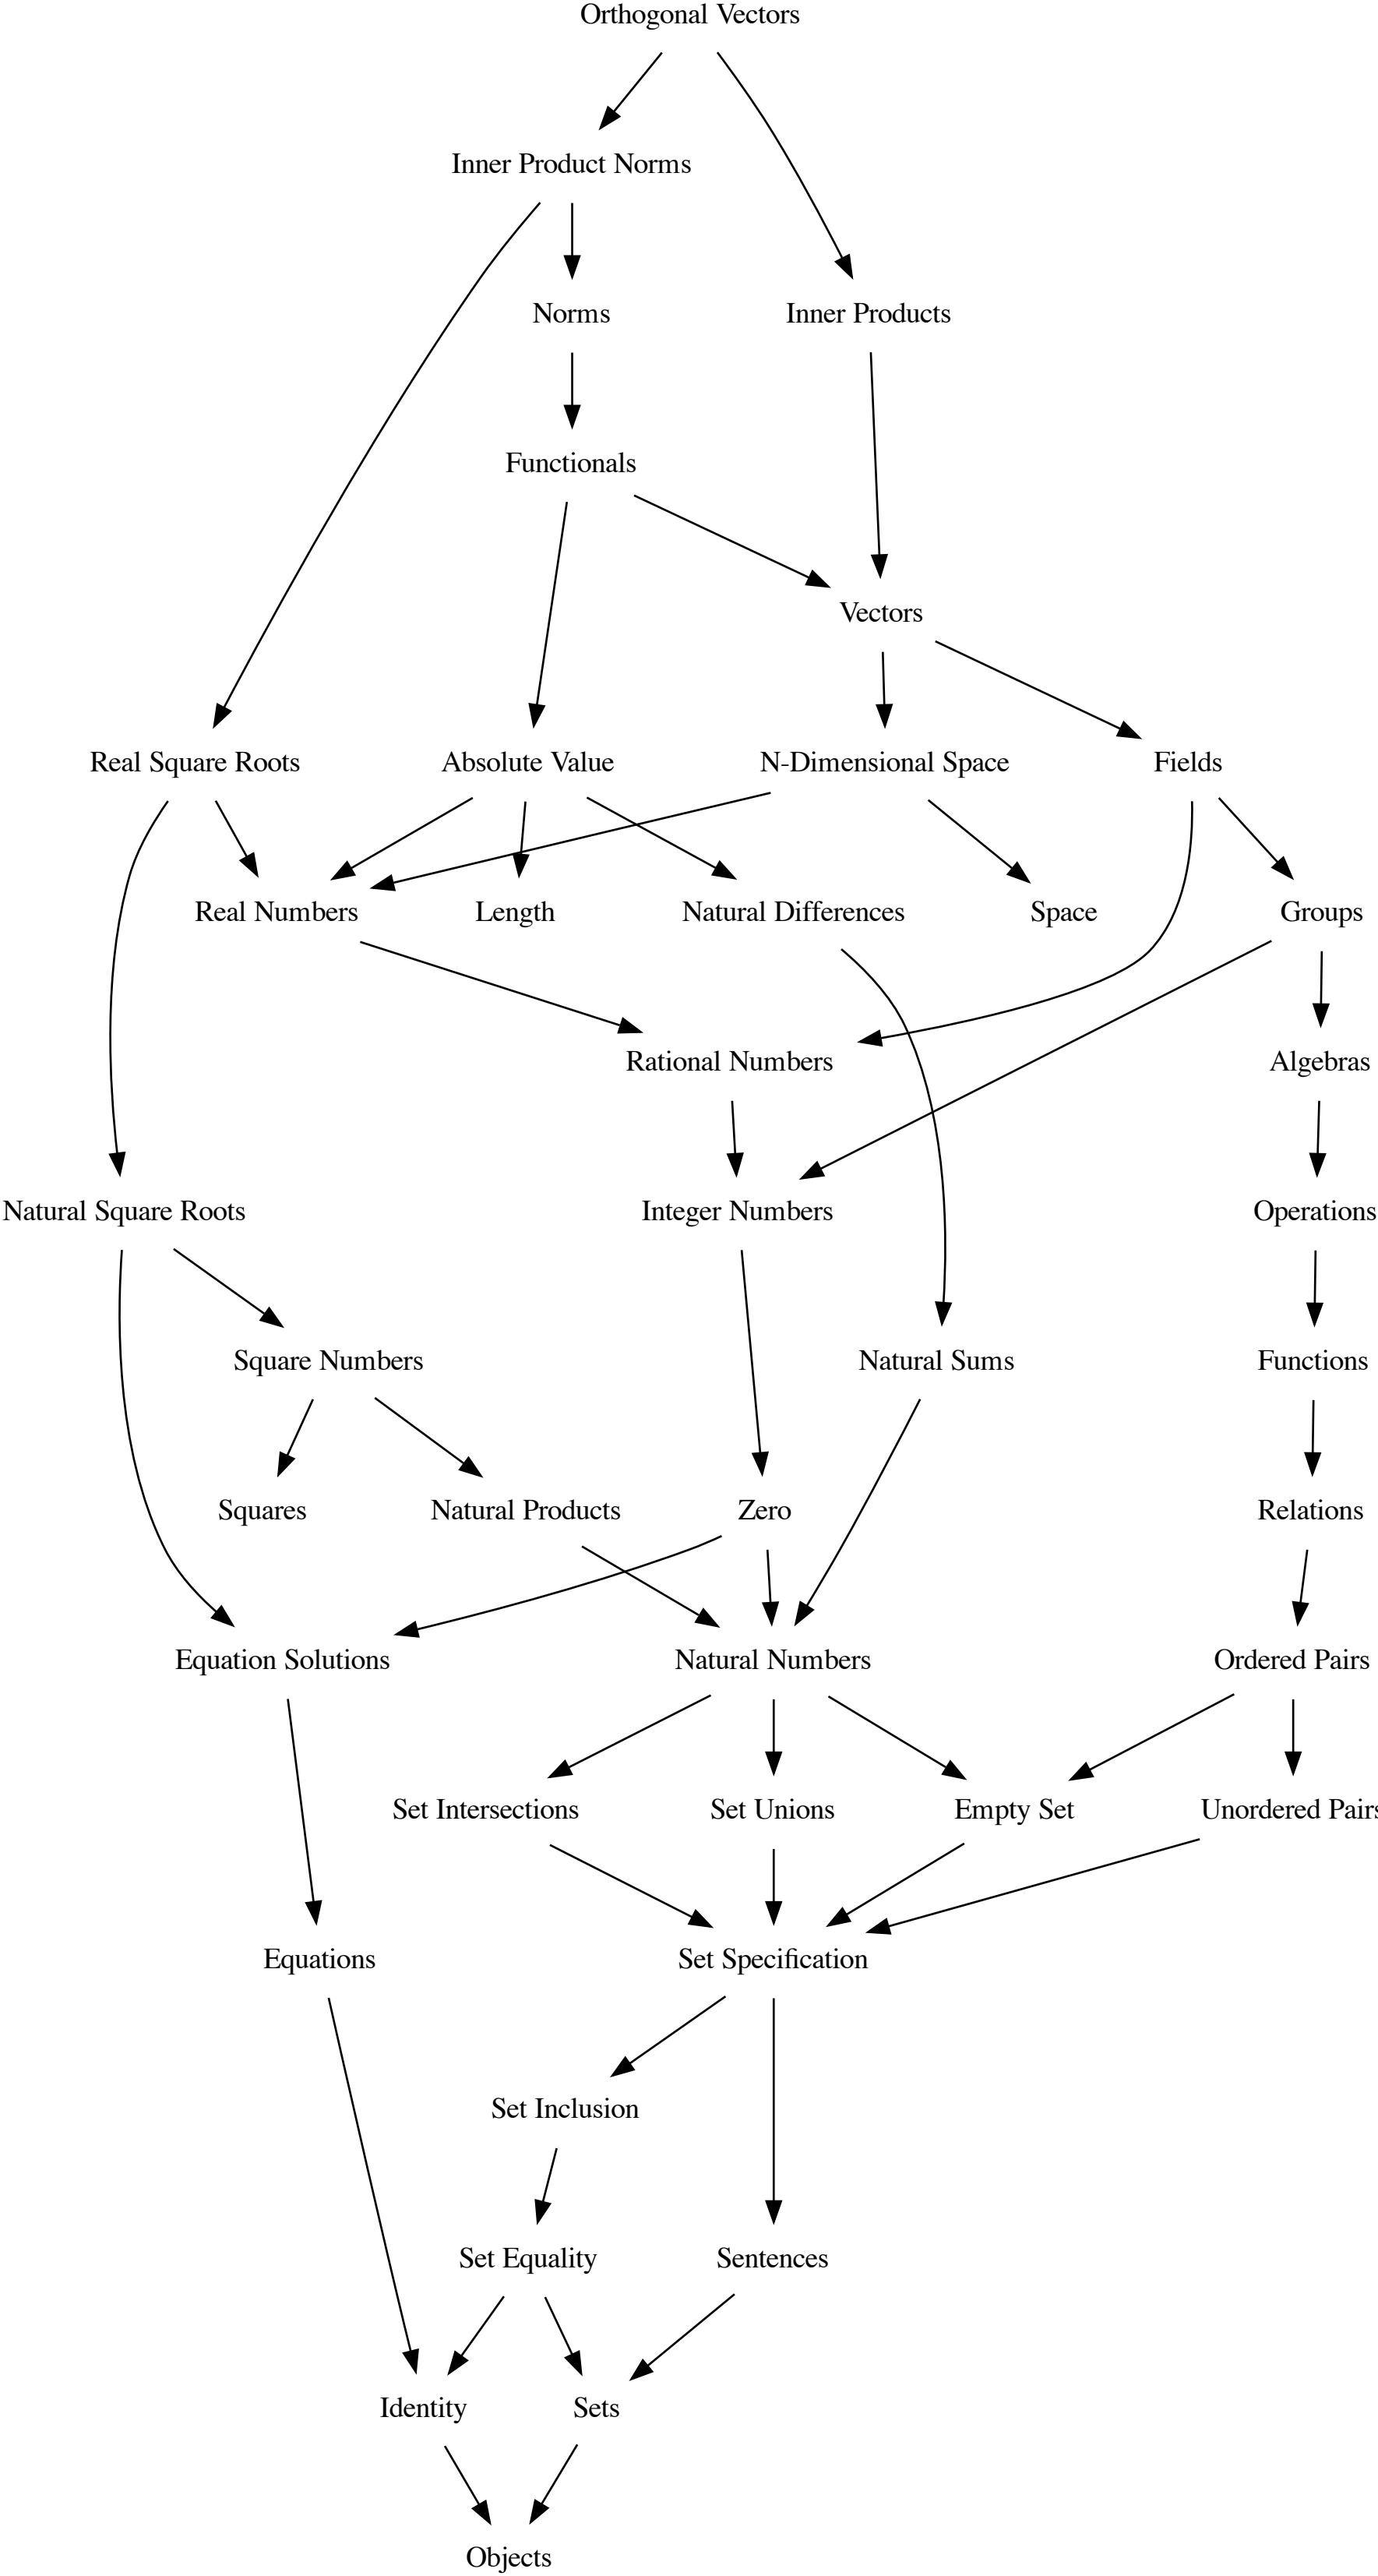 Orthogonal Vectors
Inner Product Norms
Norms
Inner Products
Functionals
Vectors
Real Square Roots
Absolute Value
N-Dimensional Space
Fields
Real Numbers
Length
Natural Differences
Space
Groups
Rational Numbers
Algebras
Natural Square Roots
Integer Numbers
Operations
Square Numbers
Natural Sums
Functions
Squares
Natural Products
Zero
Relations
Equation Solutions
Natural Numbers
Ordered Pairs
Set Intersections
Set Unions
Empty Set
Unordered Pairs
Equations
Set Specification
Set Inclusion
Set Equality
Sentences
Identity
Sets
Objects